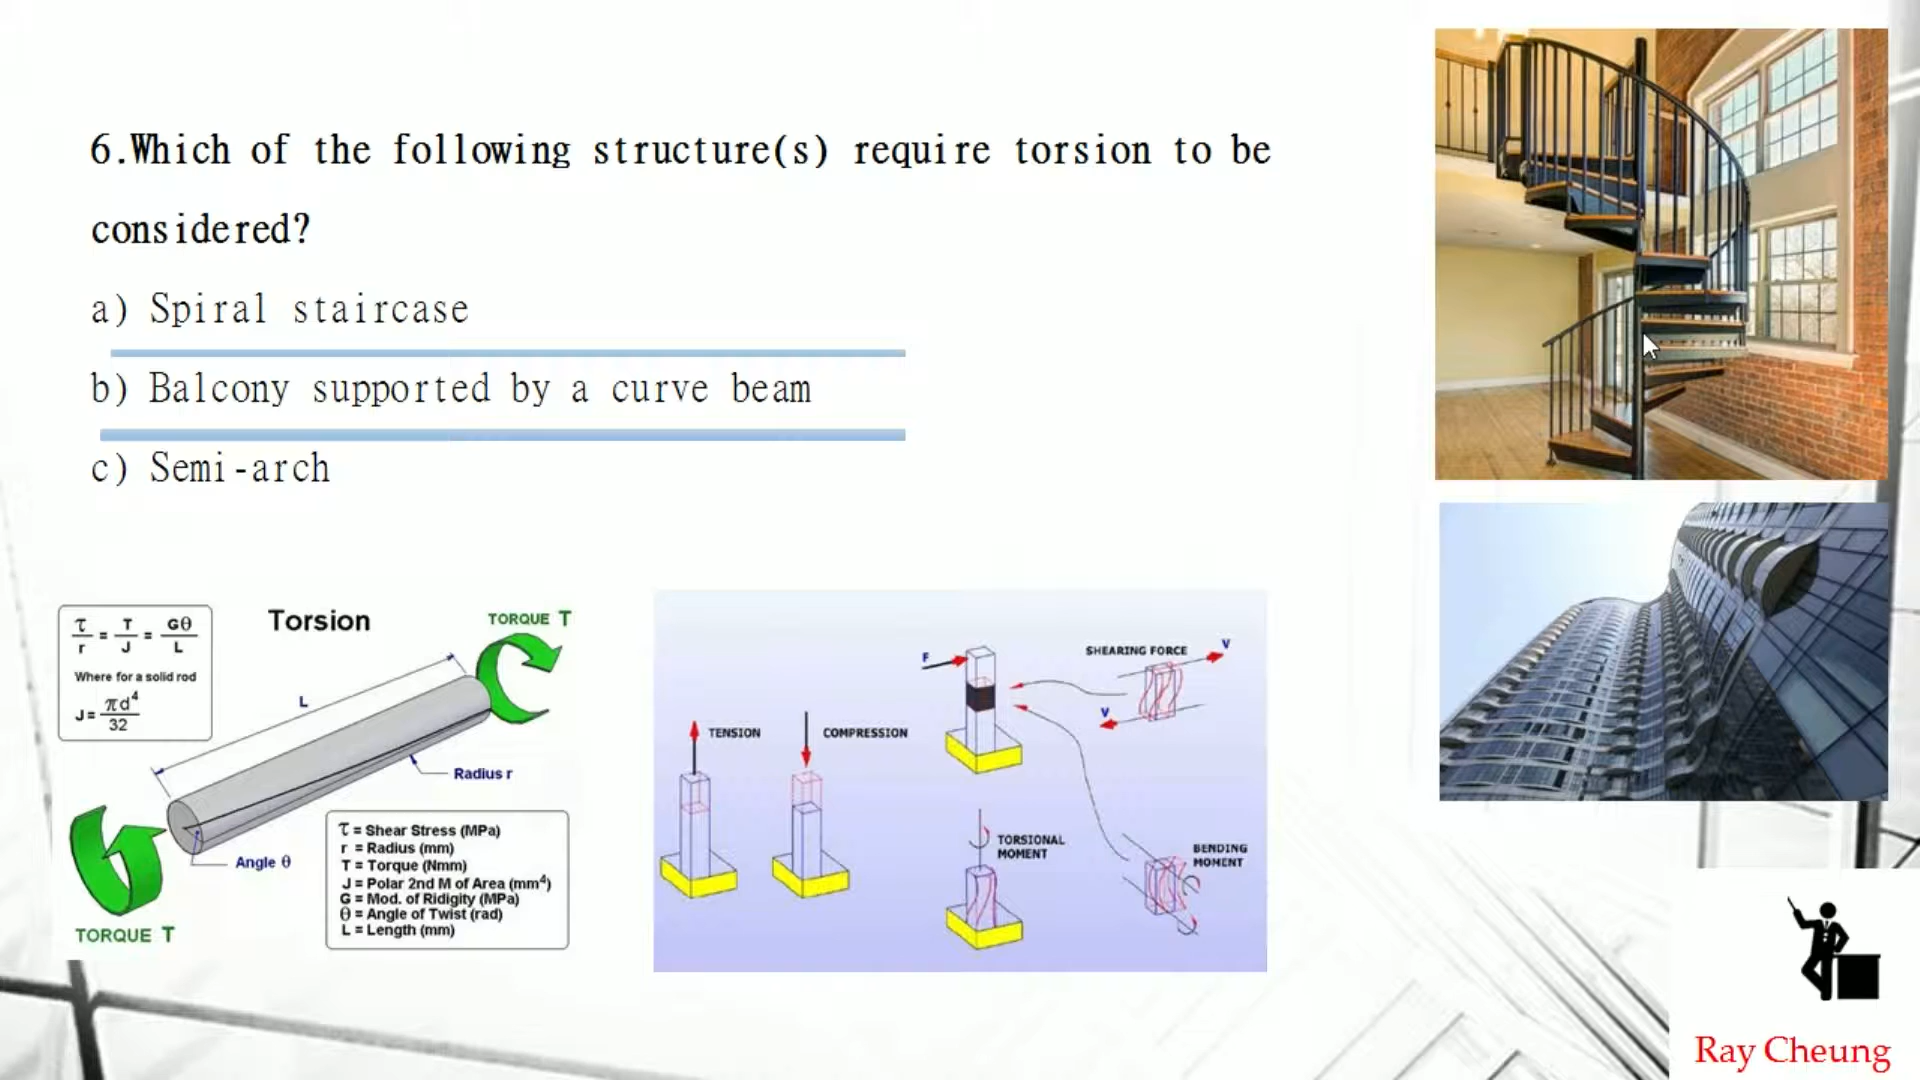 6.Which of the following structure(s) require torsion to be
considered?
a) Spiral staircase
b) Balcony supported by a curve beam
c) Semi-arch
τ/r = T/J = Gθ/L
Where for a solid rod
J= πd⁴/32
Torsion
TORQUE T
L
Radius r
Angle θ
TORQUE T
τ = Shear Stress (MPa)
r = Radius (mm)
T = Torque (Nmm)
J = Polar 2nd M of Area (mm⁴)
G = Mod. of Ridigity (MPa)
θ = Angle of Twist (rad)
L = Length (mm)
TENSION
COMPRESSION
F
SHEARING FORCE
V
V
TORSIONAL
MOMENT
BENDING
MOMENT
Ray Cheung